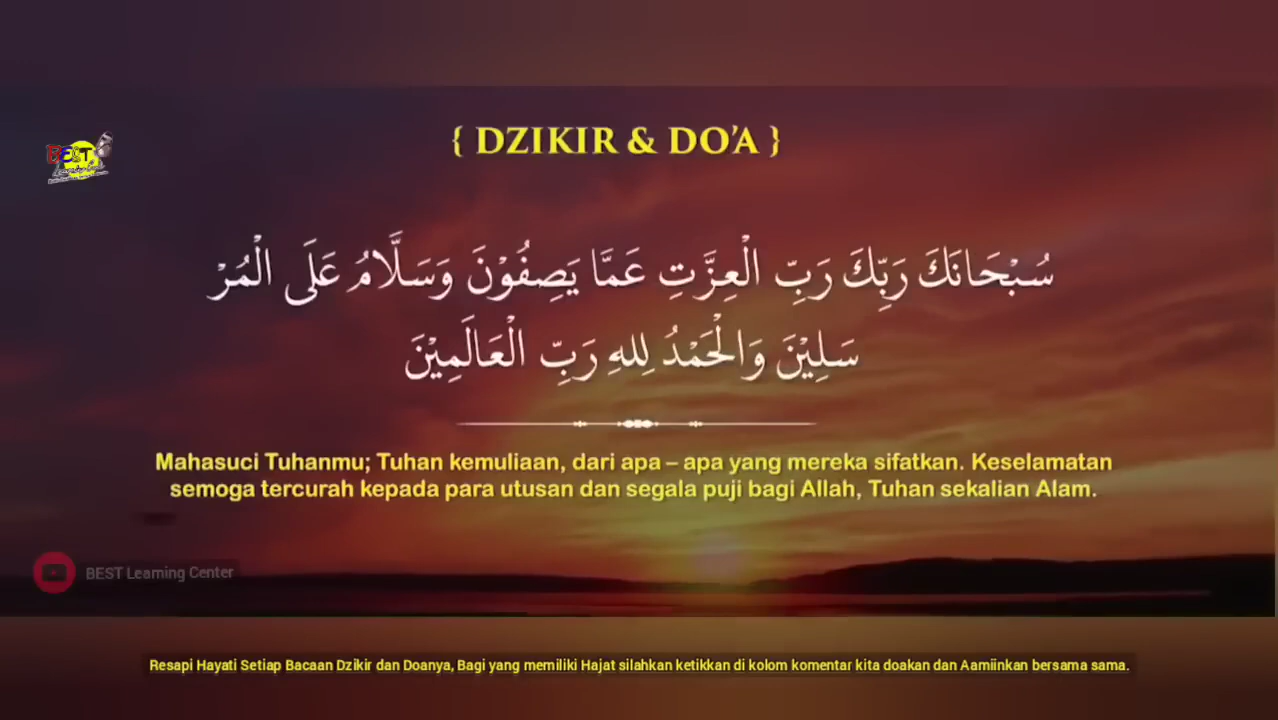 { DZIKIR & DO'A }
BEST
سُبْحَانَكَ رَبِّكَ رَبِّ الْعِزَّتِ عَمَّا يَصِفُوْنَ وَسَلَّامُ عَلَى الْمُرْ
سَلِيْنَ وَالْحَمْدُ لِلهِ رَبِّ الْعَالَمِيْنَ
Mahasuci Tuhanmu; Tuhan kemuliaan, dari apa – apa yang mereka sifatkan. Keselamatan
semoga tercurah kepada para utusan dan segala puji bagi Allah, Tuhan sekalian Alam.
BEST Learning Center
Resapi Hayati Setiap Bacaan Dzikir dan Doanya, Bagi yang memiliki Hajat silahkan ketikkan di kolom komentar kita doakan dan Aamiinkan bersama sama.